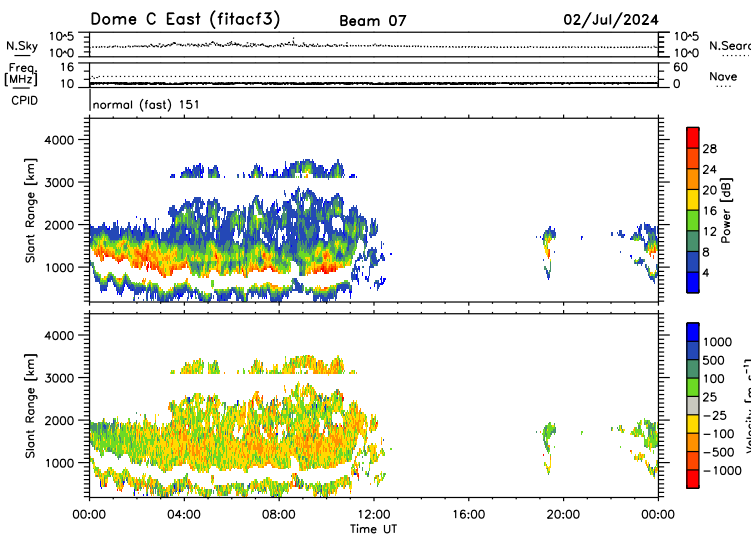 Dome C East (fitacf3) Beam 07 02/Jul/2024
N.Sky 10^5 10^0 10^5 10^0 N.Sear
Freq. [MHz] 16 10 60 0 Nave
CPID normal (fast) 151
Slant Range [km] 4000 3000 2000 1000
28 24 20 16 12 8 4 Power [dB]
Slant Range [km] 4000 3000 2000 1000
1000 500 100 25 -25 -100 -500 -1000 Velocity [m s^-1]
00:00 04:00 08:00 12:00 16:00 20:00 00:00
Time UT